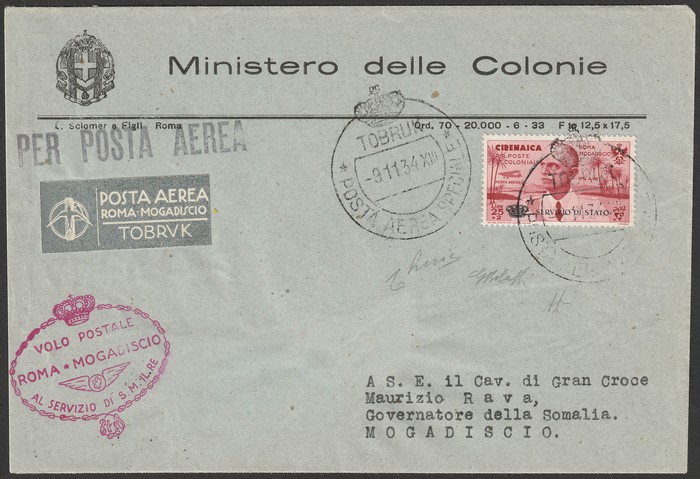 Ministero delle Colonie
L. Sciomer e Figli Roma
Ord. 70 - 20,000 - 6 - 33 F to 12,5 x 17,5
PER POSTA AEREA
POSTA AEREA
ROMA-MOGADISCIO
TOBRVK
TOBRUK
-9.11.34 XIII
* POSTA AEREA SPECIALE *
CIRENAICA
POSTE
COLONIALI
ROMA
MOGADISCIO
25
SERVIZIO DI STATO
VOLO POSTALE
ROMA * MOGADISCIO
AL SERVIZIO DI S.M. IL RE
A S. E. il Cav. di Gran Croce
Maurizio Rava,
Governatore della Somalia.
MOGADISCIO.